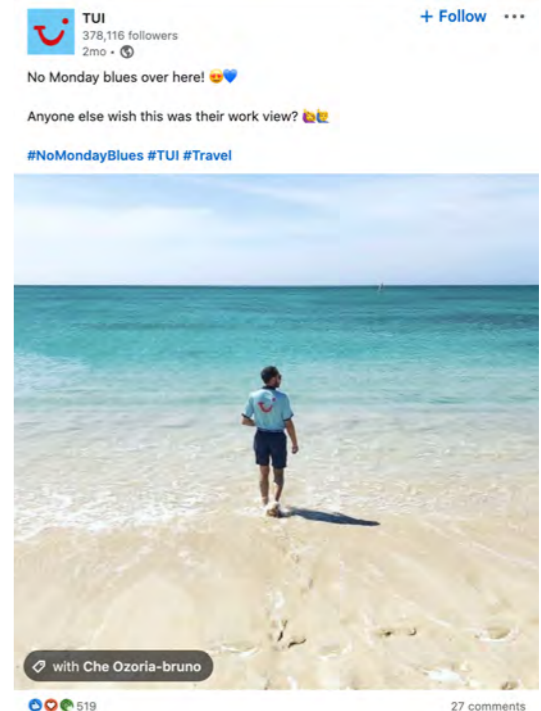 TUI
+ Follow
378,116 followers
2mo •
No Monday blues over here! 😍💙
Anyone else wish this was their work view? 🙋‍♀️🙋‍♂️
#NoMondayBlues #TUI #Travel
with Che Ozoria-bruno
519
27 comments